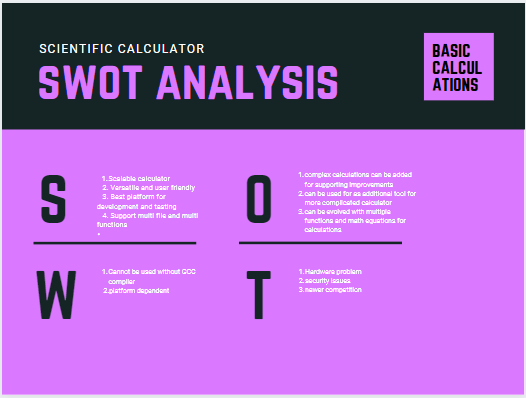 SCIENTIFIC CALCULATOR
SWOT ANALYSIS
BASIC
CALCUL
ATIONS
S
1.Scalable calculator
2. Versatile and user friendly
3. Best platform for
development and testing
4. Support multi file and multi
functions
O
1.complex calculations can be added
for supporting improvements
2.can be used for as additional tool for
more complicated calculator
3.can be evolved with multiple
functions and math equations for
calculations.
W
1.Cannot be used without GCC
compiler
2.platform dependent
T
1.Hardware problem
2.security issues
3.newer competition